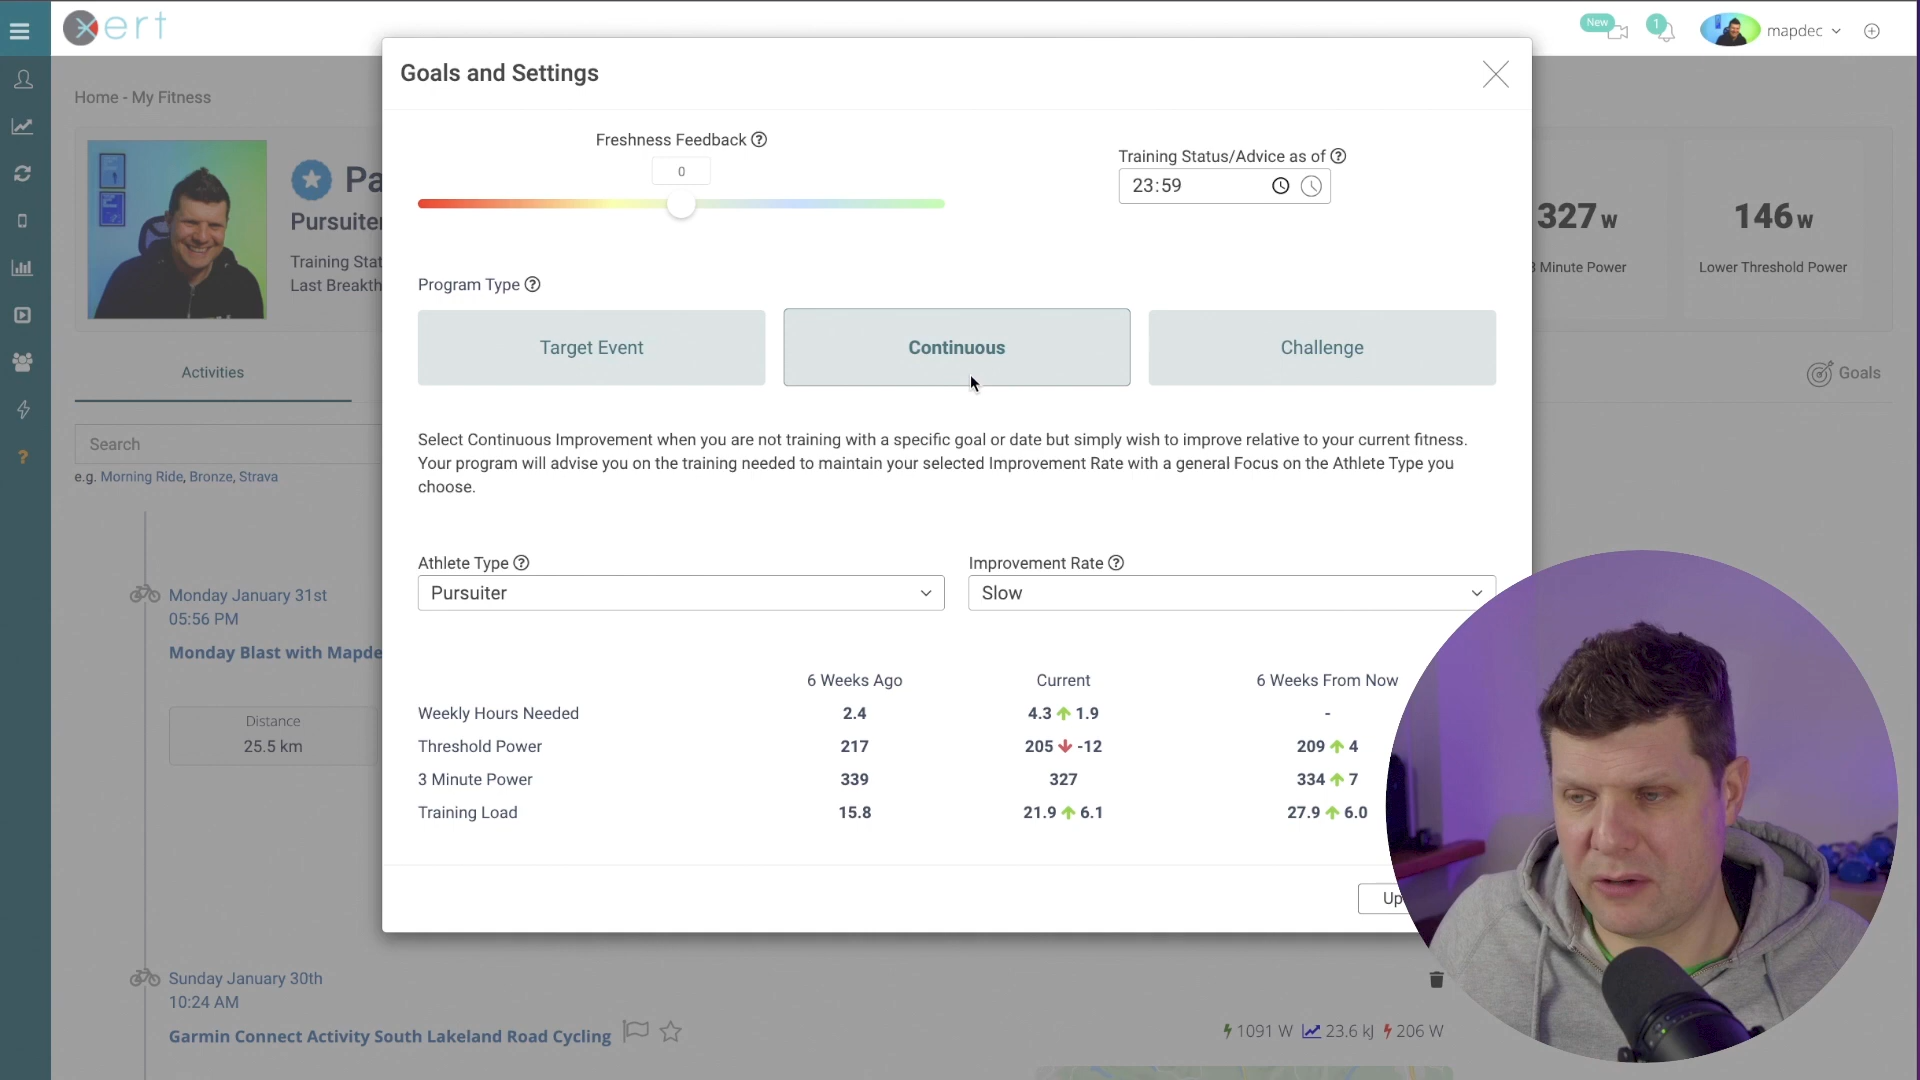 xert
New
1
mapdec
Goals and Settings
Home - My Fitness
Freshness Feedback
0
Training Status/Advice as of
23:59
Pa
Pursuiter
Training Stat
Last Breakth
327 w
3 Minute Power
146 w
Lower Threshold Power
Program Type
Target Event
Continuous
Challenge
Activities
Goals
Search
e.g. Morning Ride, Bronze, Strava
Select Continuous Improvement when you are not training with a specific goal or date but simply wish to improve relative to your current fitness.
Your program will advise you on the training needed to maintain your selected Improvement Rate with a general Focus on the Athlete Type you
choose.
Athlete Type
Improvement Rate
Pursuiter
Slow
Monday January 31st
05:56 PM
Monday Blast with Mapde
Distance
25.5 km
6 Weeks Ago Current 6 Weeks From Now
Weekly Hours Needed 2.4 4.3 1.9 -
Threshold Power 217 205 -12 209 4
3 Minute Power 339 327 334 7
Training Load 15.8 21.9 6.1 27.9 6.0
Up
Sunday January 30th
10:24 AM
Garmin Connect Activity South Lakeland Road Cycling
1091 W 23.6 kJ 206 W